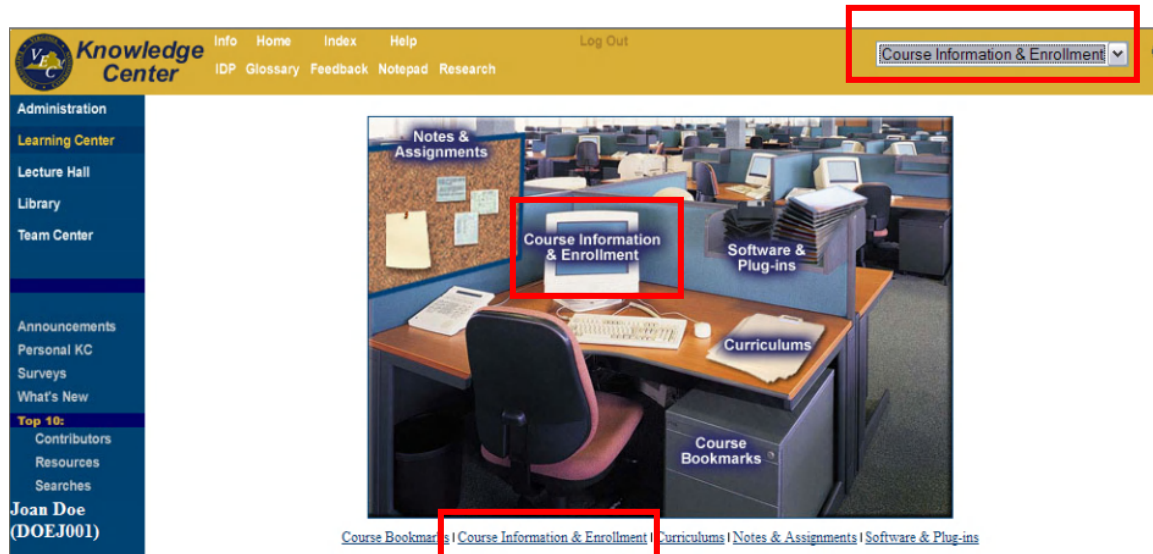 VEC
Knowledge
Center
Info Home Index Help Log Out
IDP Glossary Feedback Notepad Research
Course Information & Enrollment
Administration
Learning Center
Lecture Hall
Library
Team Center
Announcements
Personal KC
Surveys
What's New
Top 10:
Contributors
Resources
Searches
Joan Doe
(DOEJ001)
Notes &
Assignments
Course Information
& Enrollment
Software &
Plug-ins
Curriculums
Course
Bookmarks
Course Bookmarks | Course Information & Enrollment | Curriculums | Notes & Assignments | Software & Plug-ins